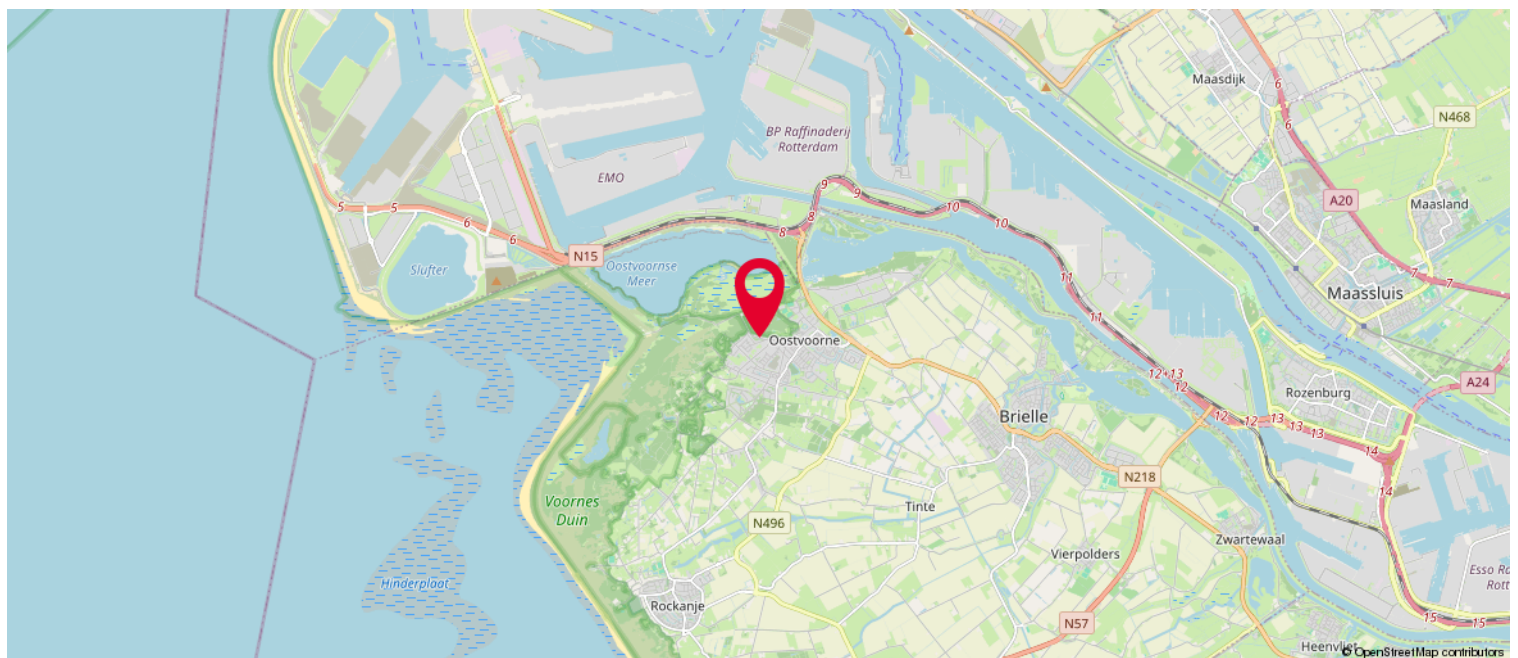 Maasdijk
N468
BP Raffinaderij
Rotterdam
6
6
EMO
9
9
A20
Maasland
5
5
10
8
6
10
8
6
N15
Oostvoornse
Meer
Slufter
11
7
7
Maassluis
11
Oostvoorne
12+13
12
A24
Rozenburg
Brielle
12
12
13
13
13
14
N218
14
Voornes
Duin
Tinte
N496
Zwartewaal
Vierpolders
Hinderplaat
Esso Ra
Rott
Rockanje
N57
15
15
Heenvliet
© OpenStreetMap contributors